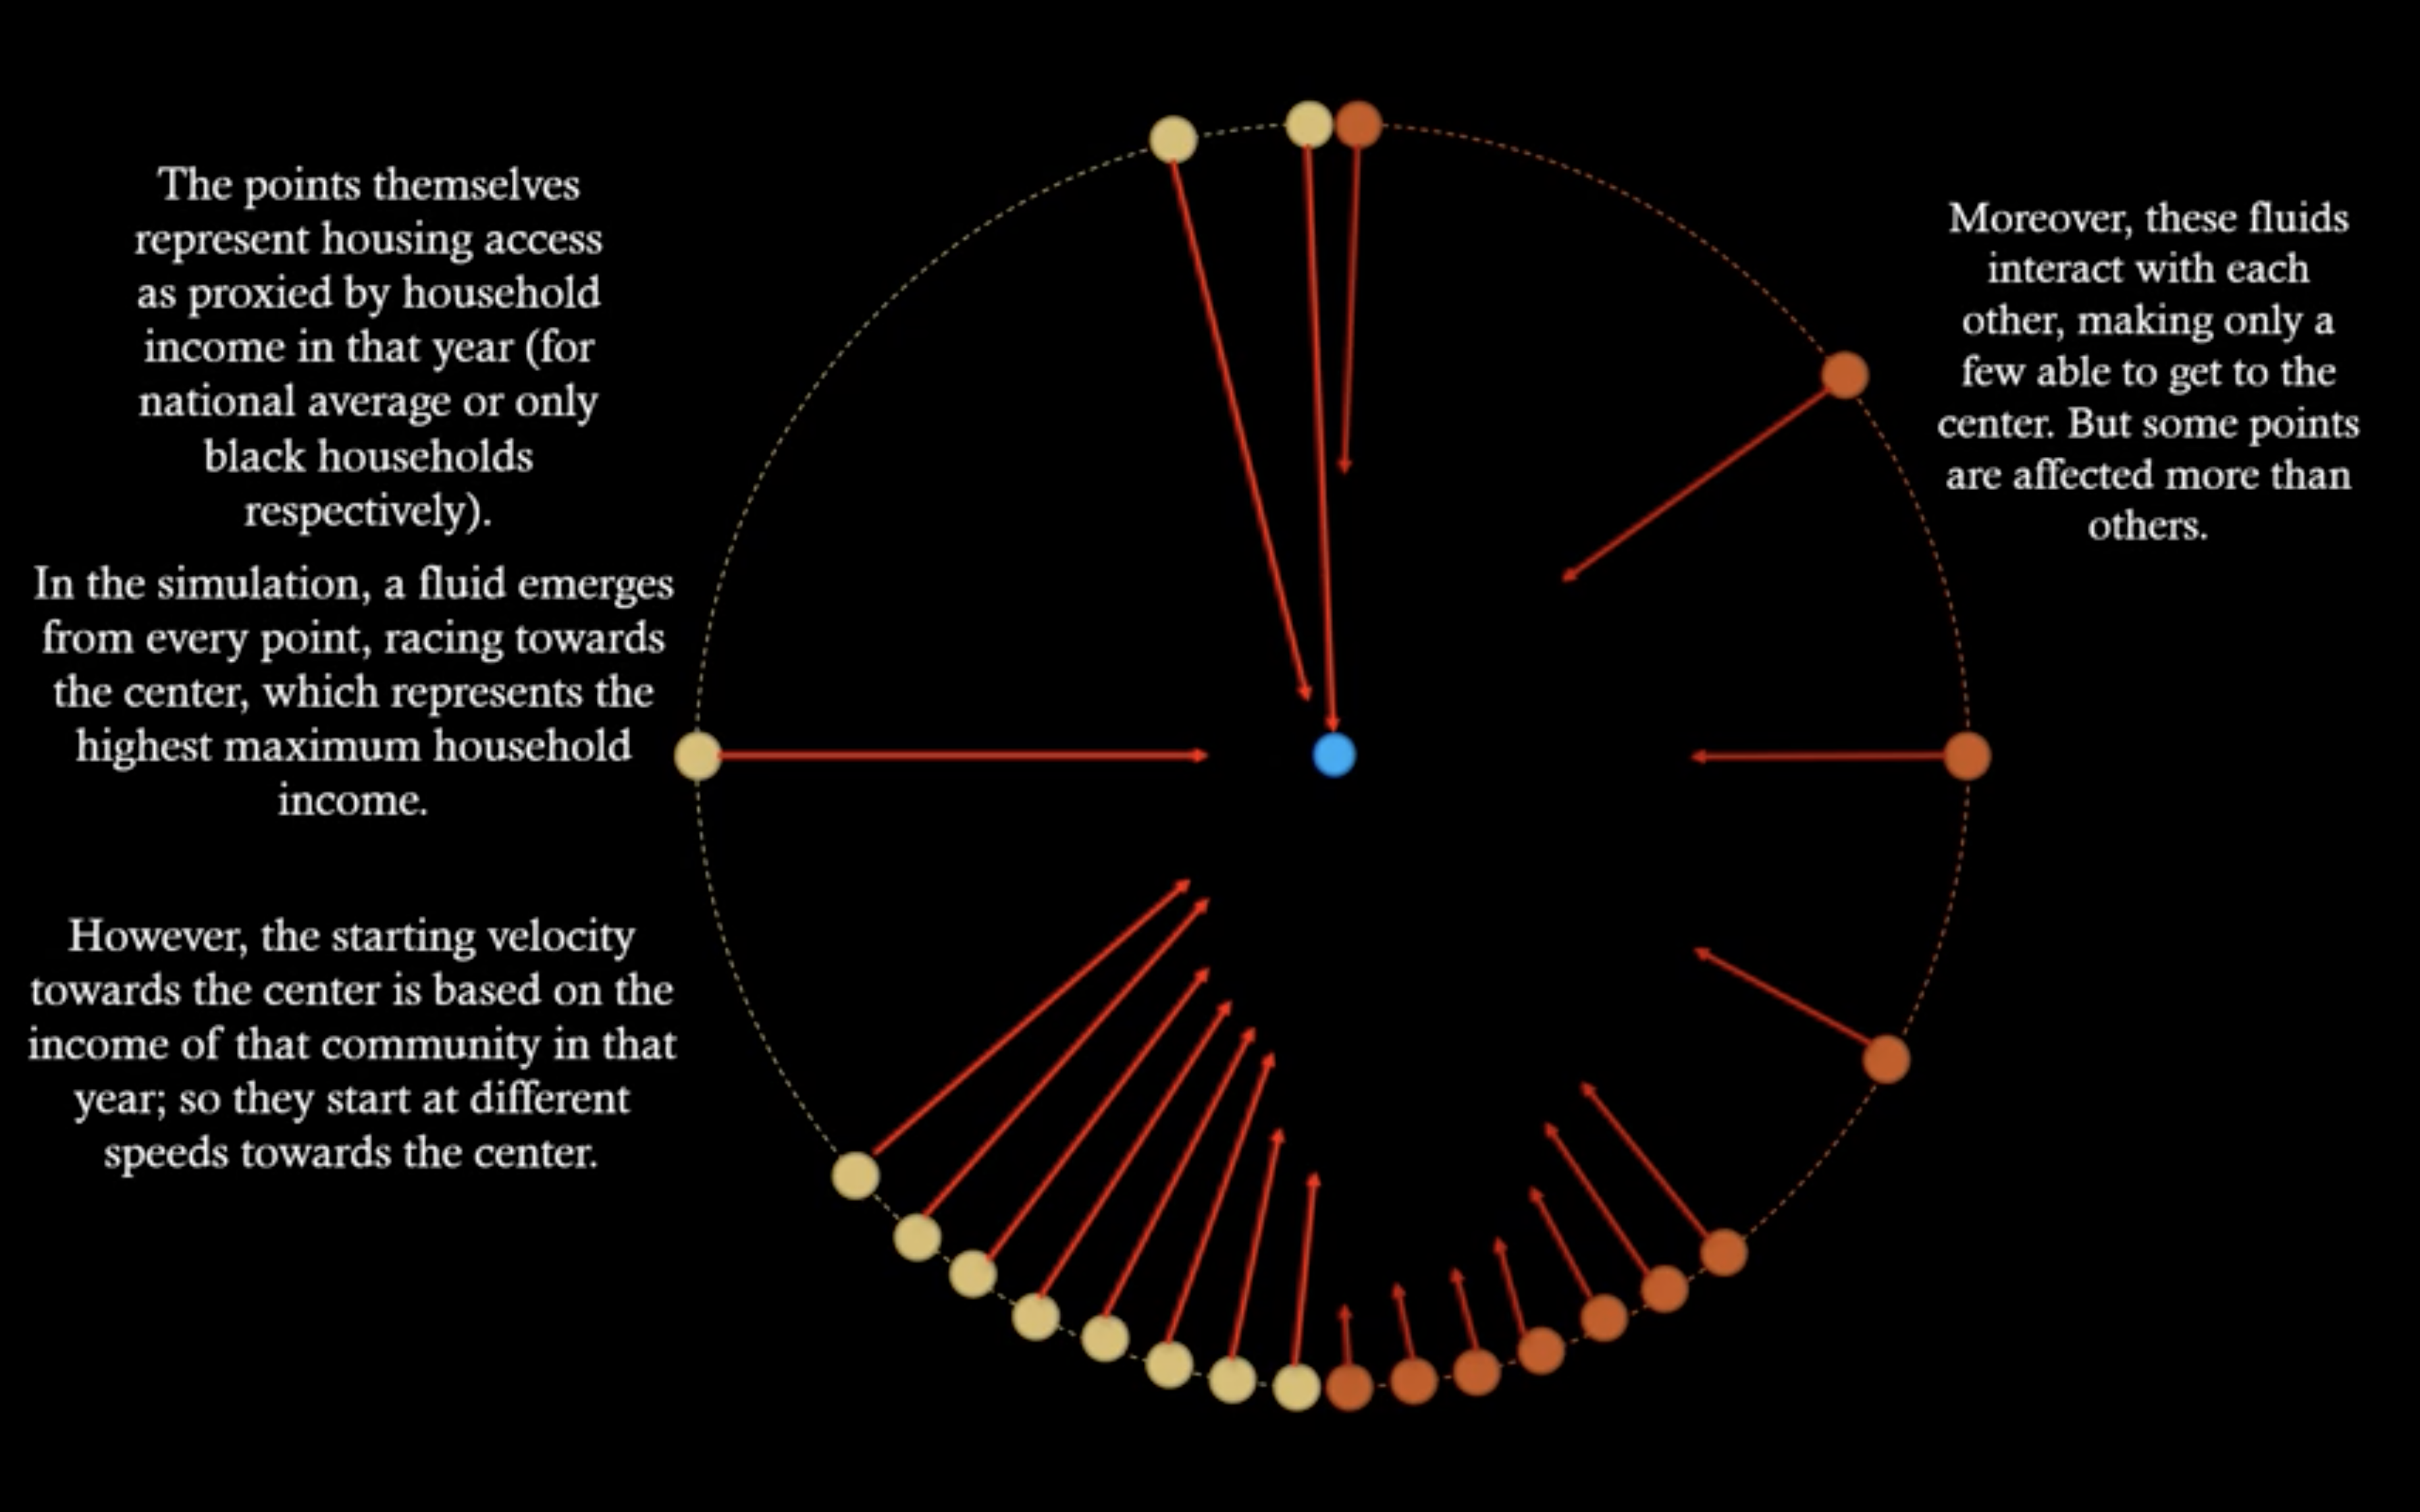 The points themselves
represent housing access
as proxied by household
income in that year (for
national average or only
black households
respectively).
In the simulation, a fluid emerges
from every point, racing towards
the center, which represents the
highest maximum household
income.
However, the starting velocity
towards the center is based on the
income of that community in that
year; so they start at different
speeds towards the center.
Moreover, these fluids
interact with each
other, making only a
few able to get to the
center. But some points
are affected more than
others.